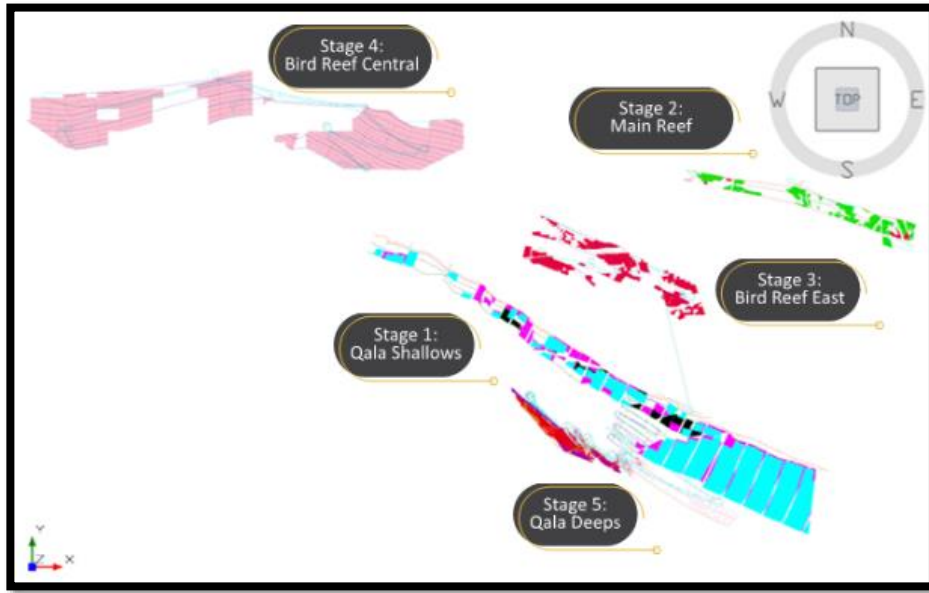 Stage 4:
Bird Reef Central
N
Stage 2:
Main Reef
W
TOP
E
S
Stage 3:
Bird Reef East
Stage 1:
Qala Shallows
Stage 5:
Qala Deeps
Y
Z
X